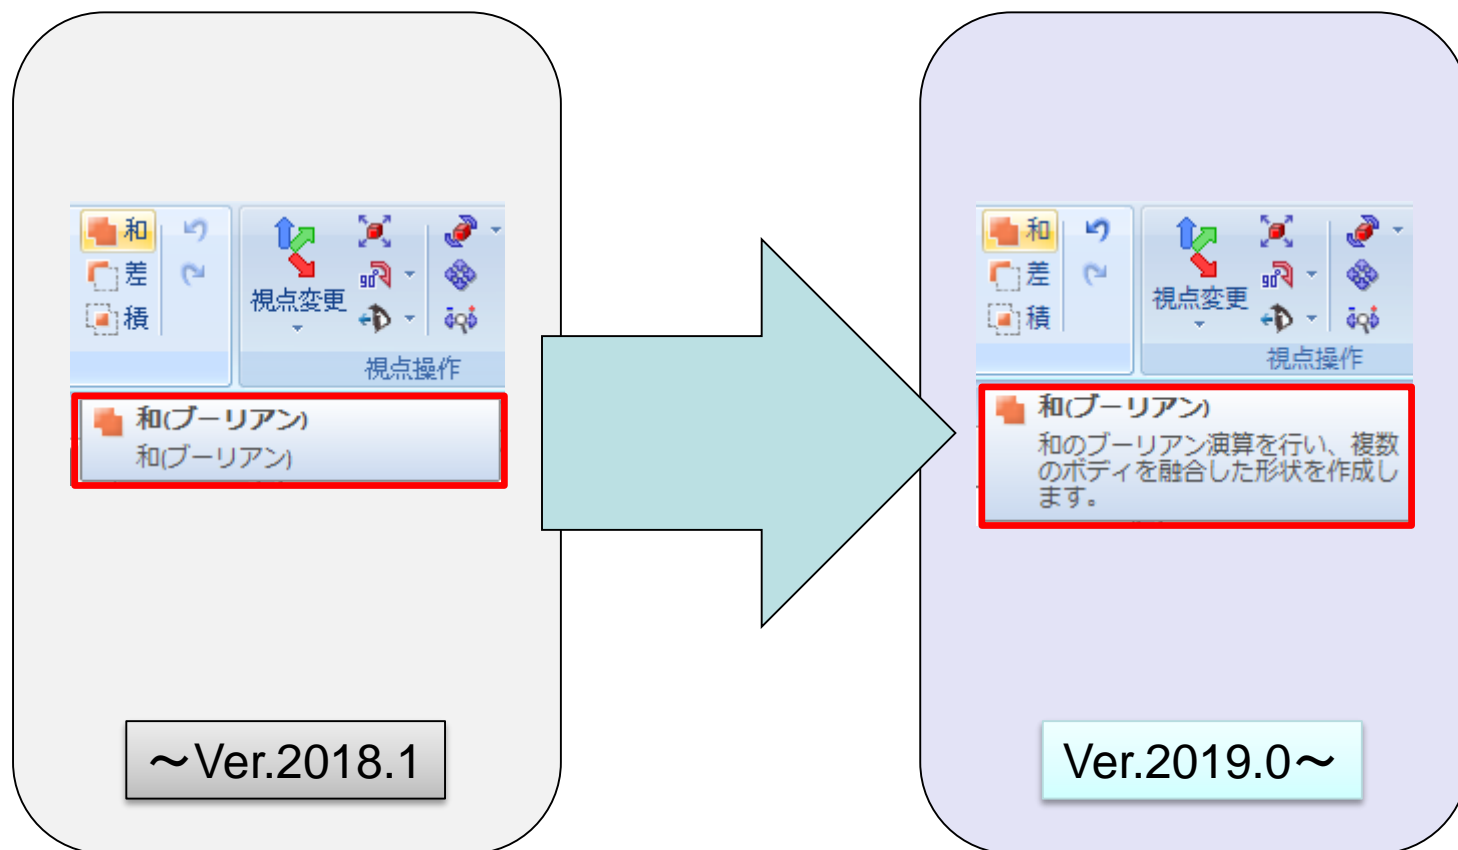 和
差
積
90°
視点変更
視点操作
和(ブーリアン)
和(ブーリアン)
～Ver.2018.1
和
差
積
90°
視点変更
視点操作
和(ブーリアン)
和のブーリアン演算を行い、複数
のボディを融合した形状を作成し
ます。
Ver.2019.0～